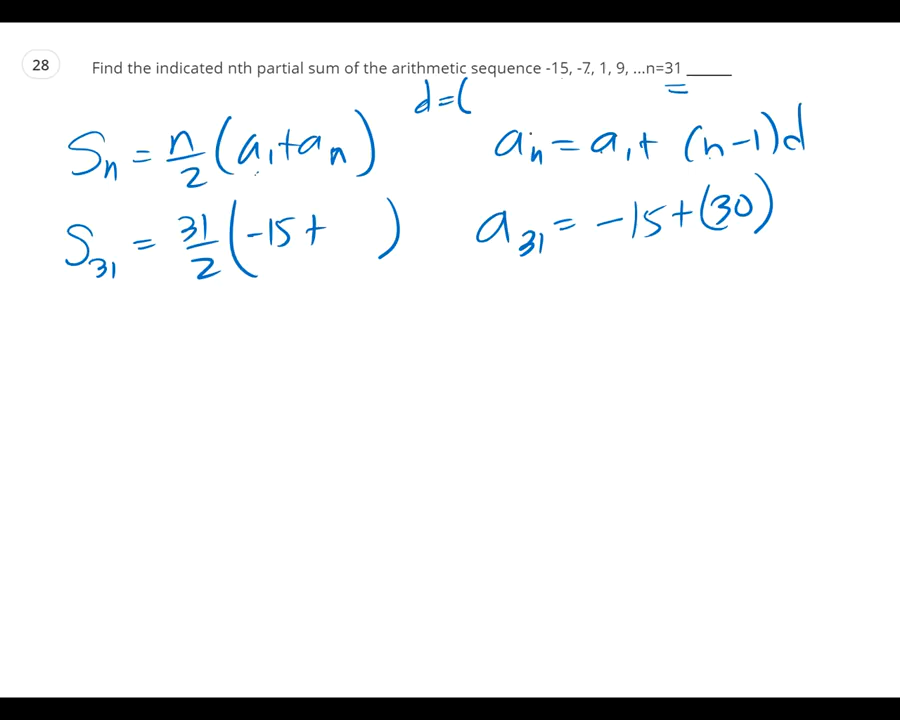 28 Find the indicated nth partial sum of the arithmetic sequence -15, -7, 1, 9, ...n=31 _____
d=(
Sn = n/2 (a1+an) an = a1+ (n-1)d
S31 = 31/2 (-15+ ) a31 = -15+(30)